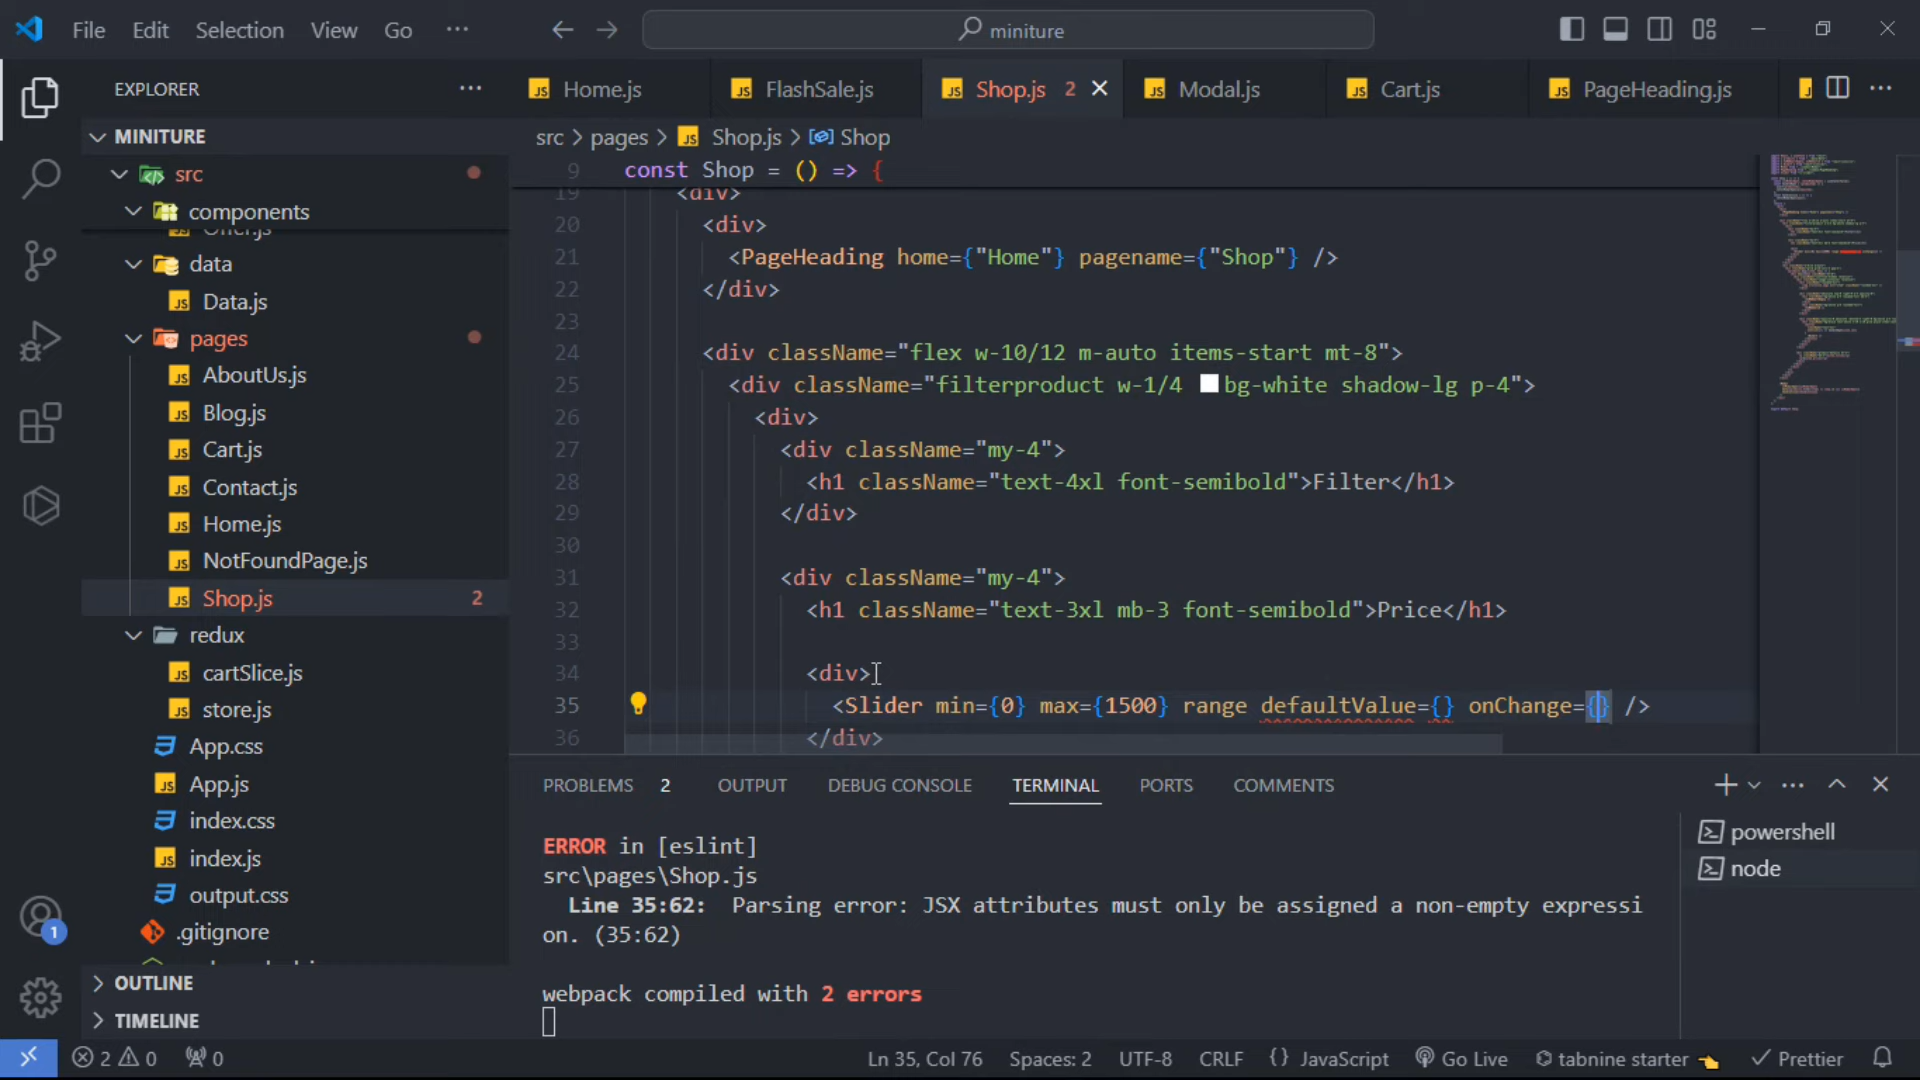 File Edit Selection View Go ··· miniture
EXPLORER ···
Home.js FlashSale.js Shop.js 2 Modal.js Cart.js PageHeading.js ···
MINITURE
src
components
Offer.js
data
Data.js
pages
AboutUs.js
Blog.js
Cart.js
Contact.js
Home.js
NotFoundPage.js
Shop.js 2
redux
cartSlice.js
store.js
App.css
App.js
index.css
index.js
output.css
.gitignore
OUTLINE
TIMELINE
src > pages > Shop.js > Shop
9 const Shop = () => {
19 <div>
20 <div>
21 <PageHeading home={"Home"} pagename={"Shop"} />
22 </div>
23
24 <div className="flex w-10/12 m-auto items-start mt-8">
25 <div className="filterproduct w-1/4 bg-white shadow-lg p-4">
26 <div>
27 <div className="my-4">
28 <h1 className="text-4xl font-semibold">Filter</h1>
29 </div>
30
31 <div className="my-4">
32 <h1 className="text-3xl mb-3 font-semibold">Price</h1>
33
34 <div>
35 <Slider min={0} max={1500} range defaultValue={} onChange={} />
36 </div>
PROBLEMS 2 OUTPUT DEBUG CONSOLE TERMINAL PORTS COMMENTS
ERROR in [eslint]
src\pages\Shop.js
Line 35:62: Parsing error: JSX attributes must only be assigned a non-empty expressi
on. (35:62)
webpack compiled with 2 errors
powershell
node
1
2 0 0 Ln 35, Col 76 Spaces: 2 UTF-8 CRLF {} JavaScript Go Live tabnine starter Prettier